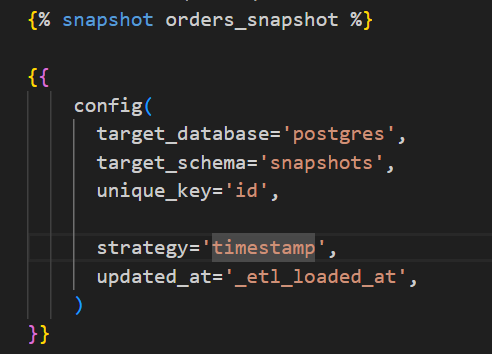 {% snapshot orders_snapshot %}
{{
config(
target_database='postgres',
target_schema='snapshots',
unique_key='id',
strategy='timestamp',
updated_at='_etl_loaded_at',
)
}}